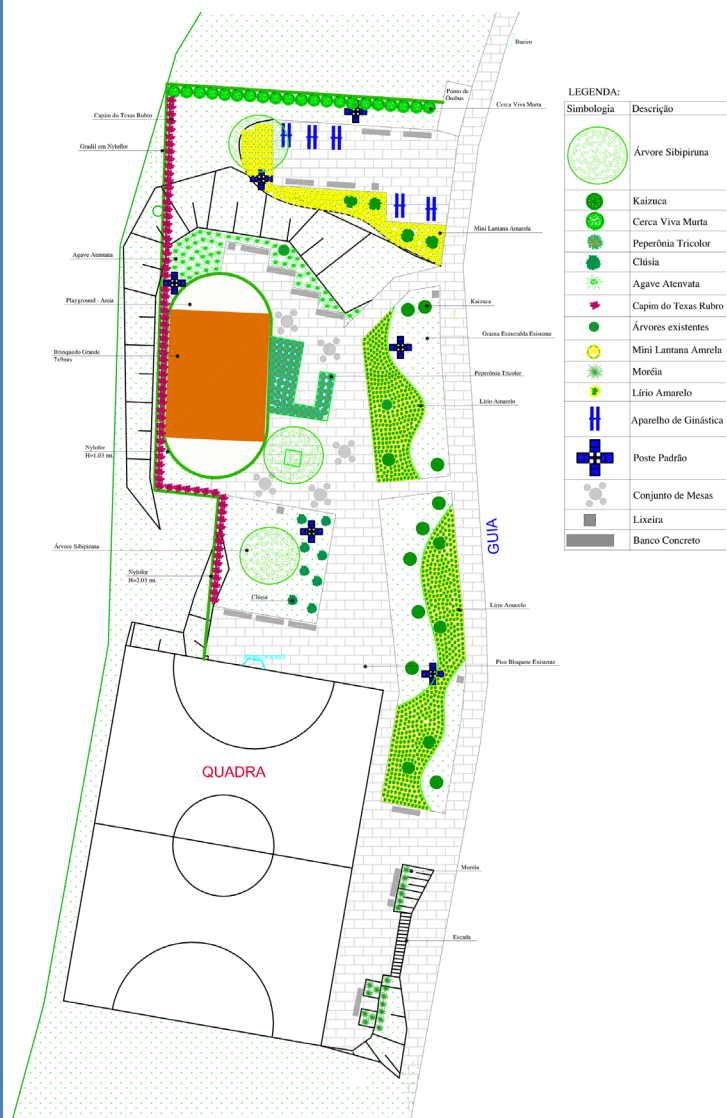 Bueiro
Ponto de
Ônibus
Cerca Viva Murta
Capim do Texas Rubro
Gradil em Nyloflor
Mini Lantana Amarela
Agave Atenuata
Playground - Areia
Kaizuca
Grama Esmeralda Existente
Brinquedo Grande
7x9mts
Peperônia Tricolor
Lírio Amarelo
Nylofor
H=1.03 mt.
GUIA
Árvore Sibipiruna
Nylofor
H=2.03 mt.
Clúsia
Lírio Amarelo
BEBEDOURO
Piso Bloquete Existente
QUADRA
Moréia
Escada
LEGENDA:
Simbologia Descrição
Árvore Sibipiruna
Kaizuca
Cerca Viva Murta
Peperônia Tricolor
Clúsia
Agave Atenvata
Capim do Texas Rubro
Árvores existentes
Mini Lantana Amrela
Moréia
Lírio Amarelo
Aparelho de Ginástica
Poste Padrão
Conjunto de Mesas
Lixeira
Banco Concreto